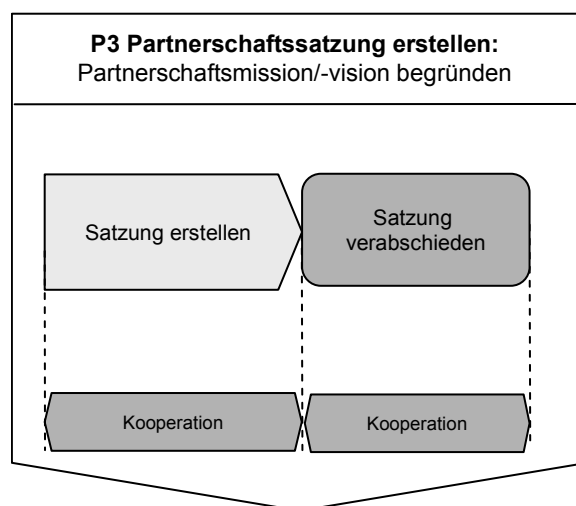 P3 Partnerschaftssatzung erstellen:
Partnerschaftsmission/-vision begründen
Satzung erstellen
Satzung
verabschieden
Kooperation
Kooperation